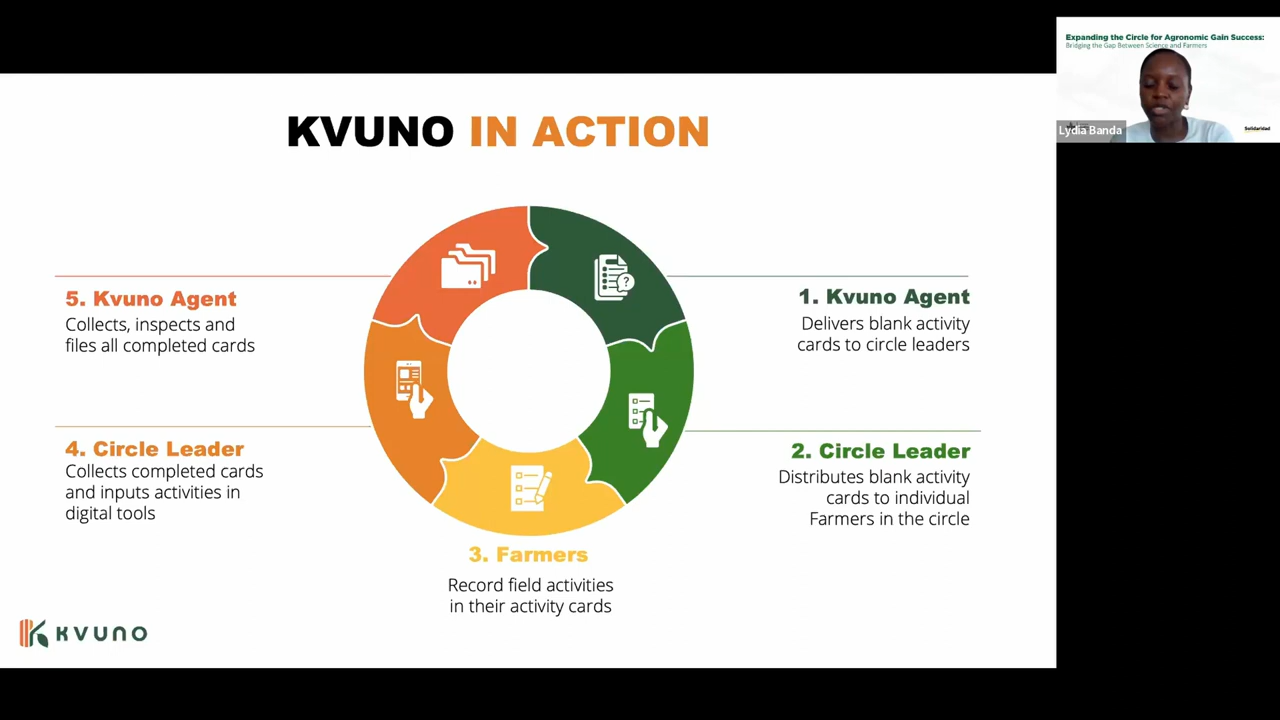 KVUNO IN ACTION
1. Kvuno Agent
Delivers blank activity
cards to circle leaders
2. Circle Leader
Distributes blank activity
cards to individual
Farmers in the circle
3. Farmers
Record field activities
in their activity cards
4. Circle Leader
Collects completed cards
and inputs activities in
digital tools
5. Kvuno Agent
Collects, inspects and
files all completed cards
?
KVUNO
Expanding the Circle for Agronomic Gain Success:
Bridging the Gap Between Science and Farmers
Lydia Banda
Solidaridad